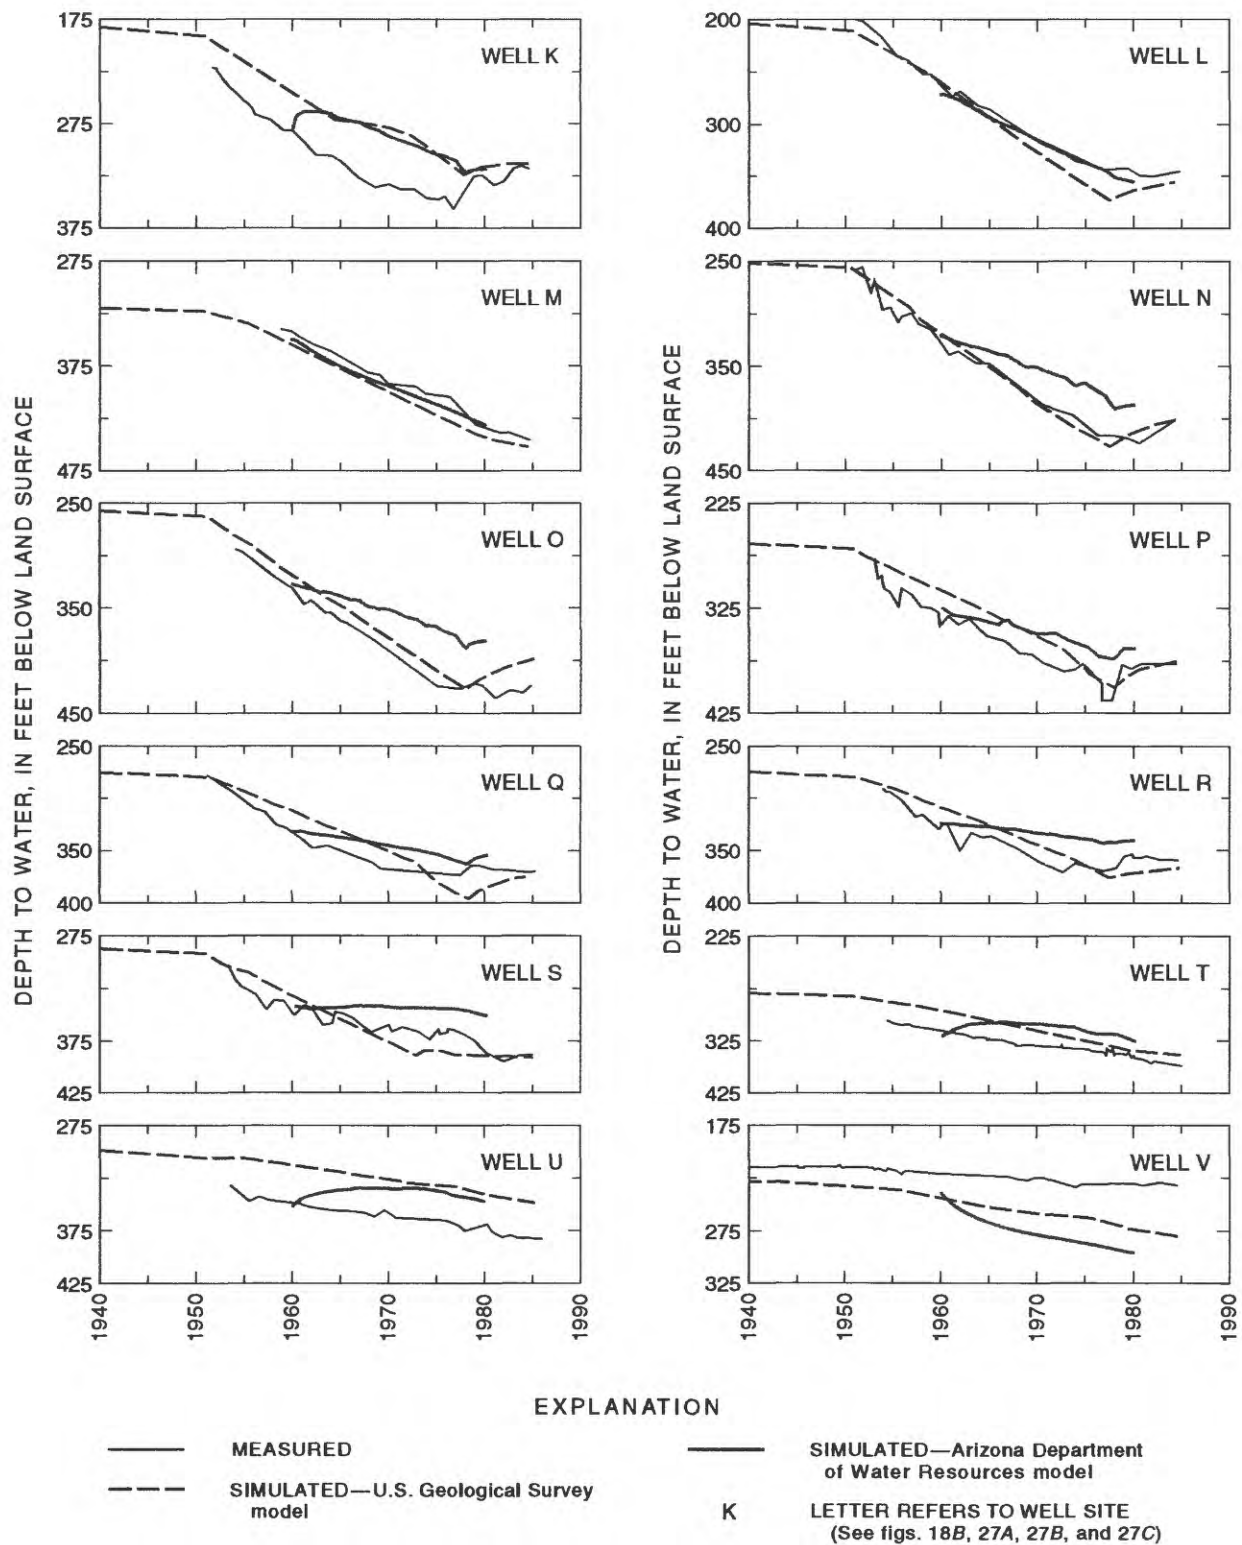 175
275
375
WELL K
200
300
400
WELL L
275
375
475
WELL M
250
350
450
WELL N
250
350
450
WELL O
225
325
425
WELL P
250
350
400
WELL Q
250
350
400
WELL R
275
375
425
WELL S
225
325
425
WELL T
275
375
425
WELL U
175
275
325
WELL V
DEPTH TO WATER, IN FEET BELOW LAND SURFACE
DEPTH TO WATER, IN FEET BELOW LAND SURFACE
1940
1950
1960
1970
1980
1990
1940
1950
1960
1970
1980
1990
EXPLANATION
MEASURED
SIMULATED—U.S. Geological Survey
model
SIMULATED—Arizona Department
of Water Resources model
K LETTER REFERS TO WELL SITE
(See figs. 18B, 27A, 27B, and 27C)